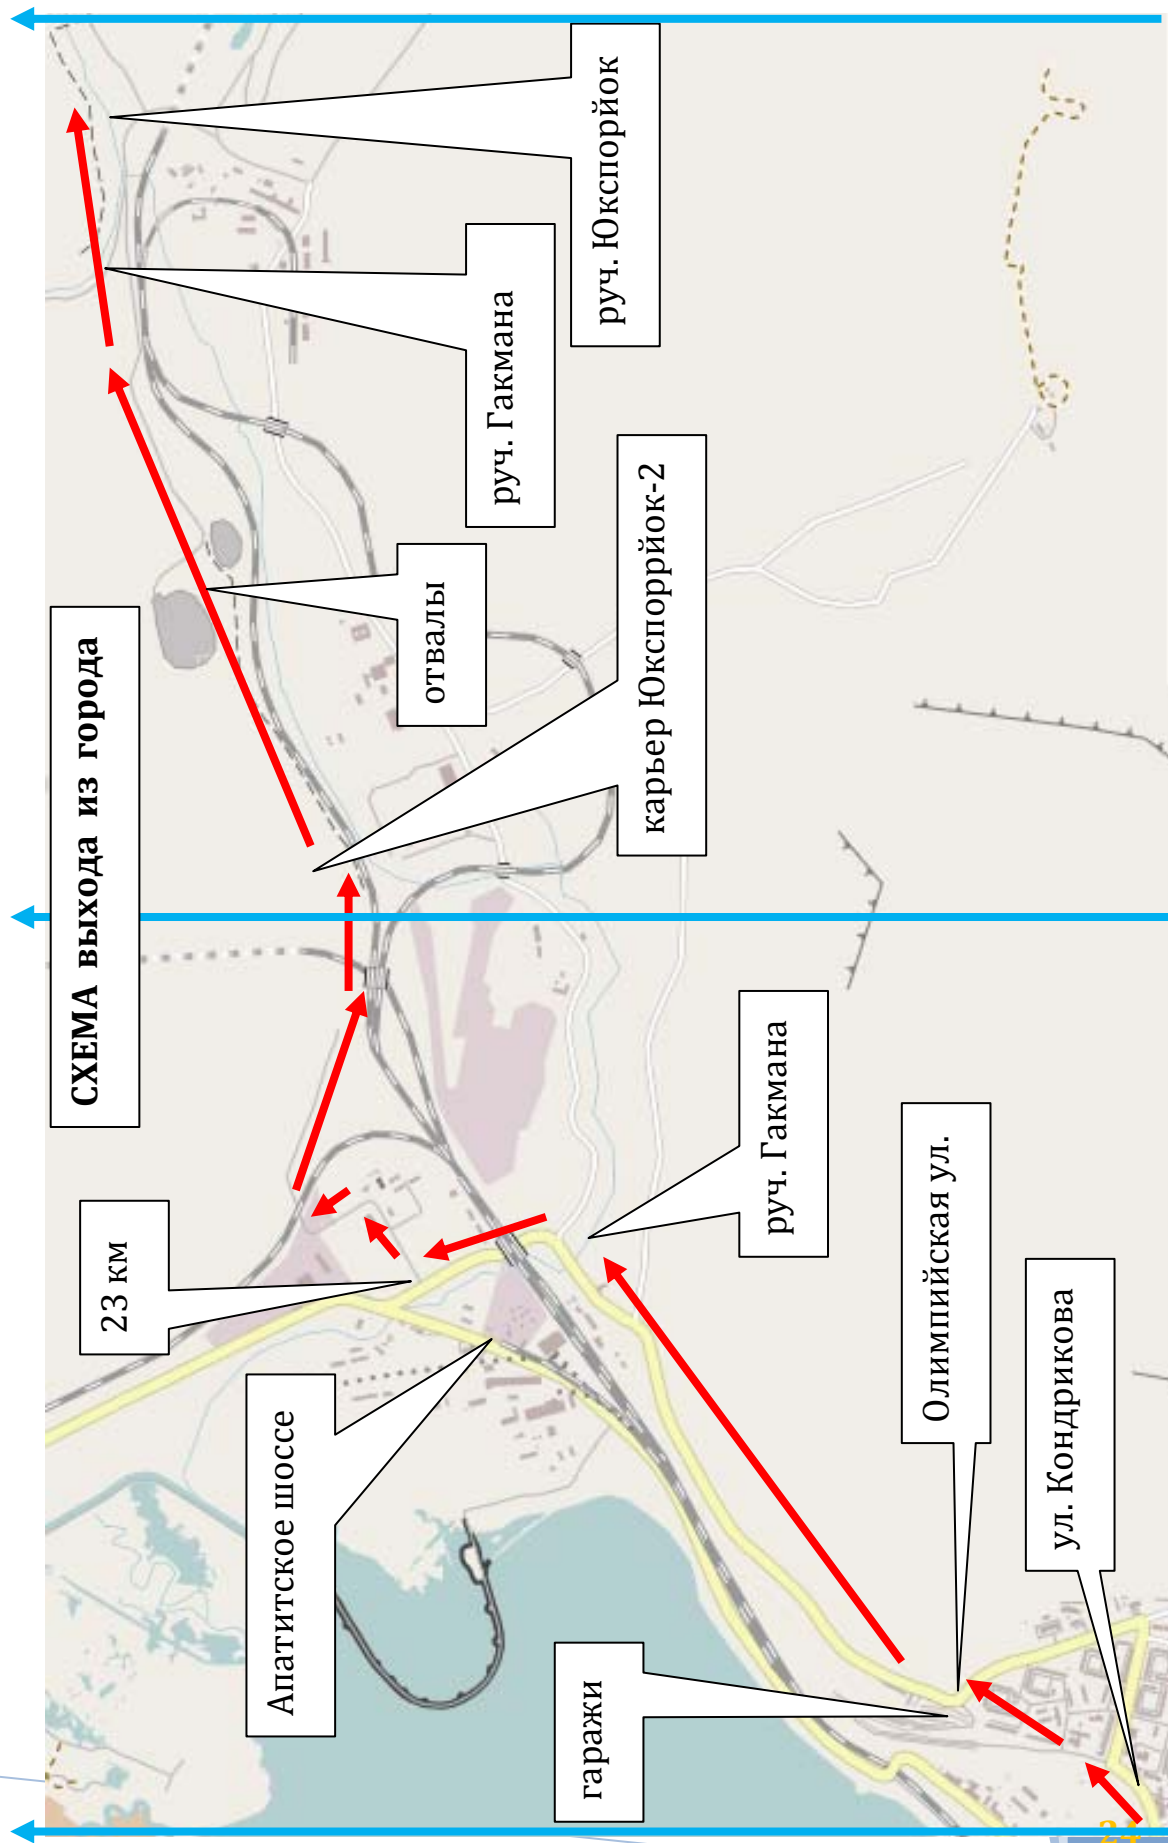 СХЕМА выхода из города
23 км
Апатитское шоссе
гаражи
отвалы
руч. Гакмана
руч. Юкспорйок
карьер Юкспоррйок-2
руч. Гакмана
Олимпийская ул.
ул. Кондрикова
24